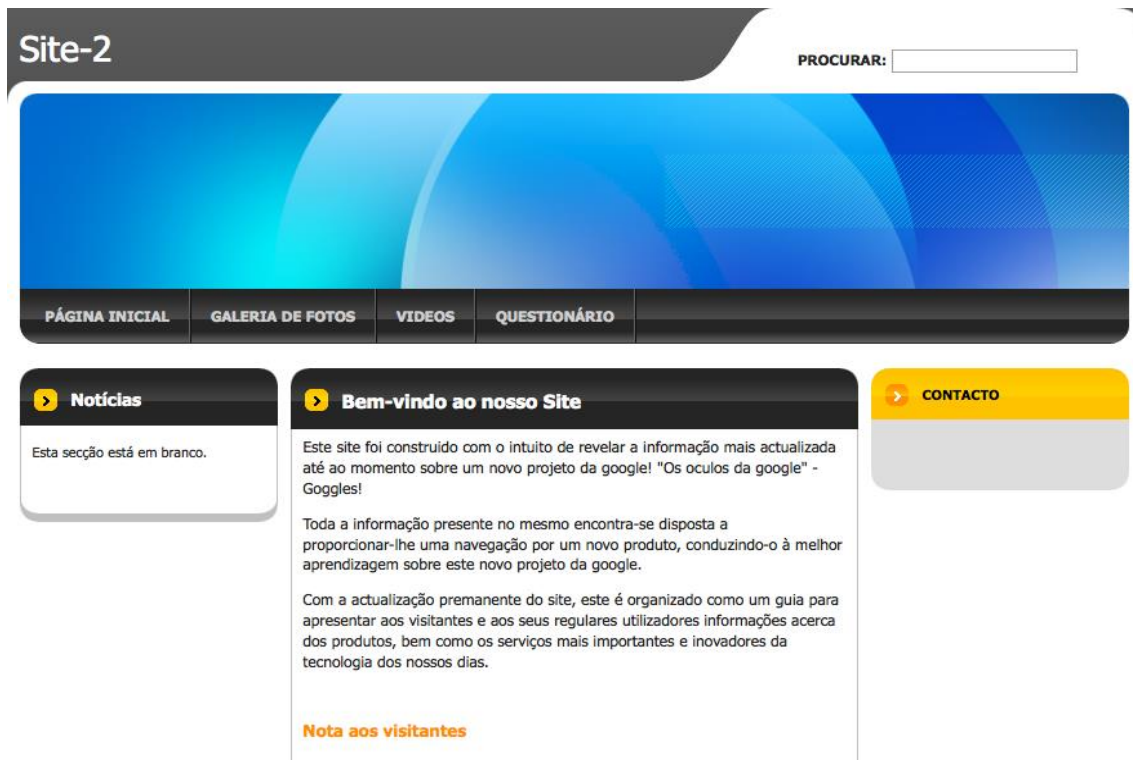 Site-2
PROCURAR:
PÁGINA INICIAL
GALERIA DE FOTOS
VIDEOS
QUESTIONÁRIO
Notícias
Esta secção está em branco.
Bem-vindo ao nosso Site
Este site foi construido com o intuito de revelar a informação mais actualizada
até ao momento sobre um novo projeto da google! "Os oculos da google" -
Goggles!
Toda a informação presente no mesmo encontra-se disposta a
proporcionar-lhe uma navegação por um novo produto, conduzindo-o à melhor
aprendizagem sobre este novo projeto da google.
Com a actualização premanente do site, este é organizado como um guia para
apresentar aos visitantes e aos seus regulares utilizadores informações acerca
dos produtos, bem como os serviços mais importantes e inovadores da
tecnologia dos nossos dias.
Nota aos visitantes
CONTACTO